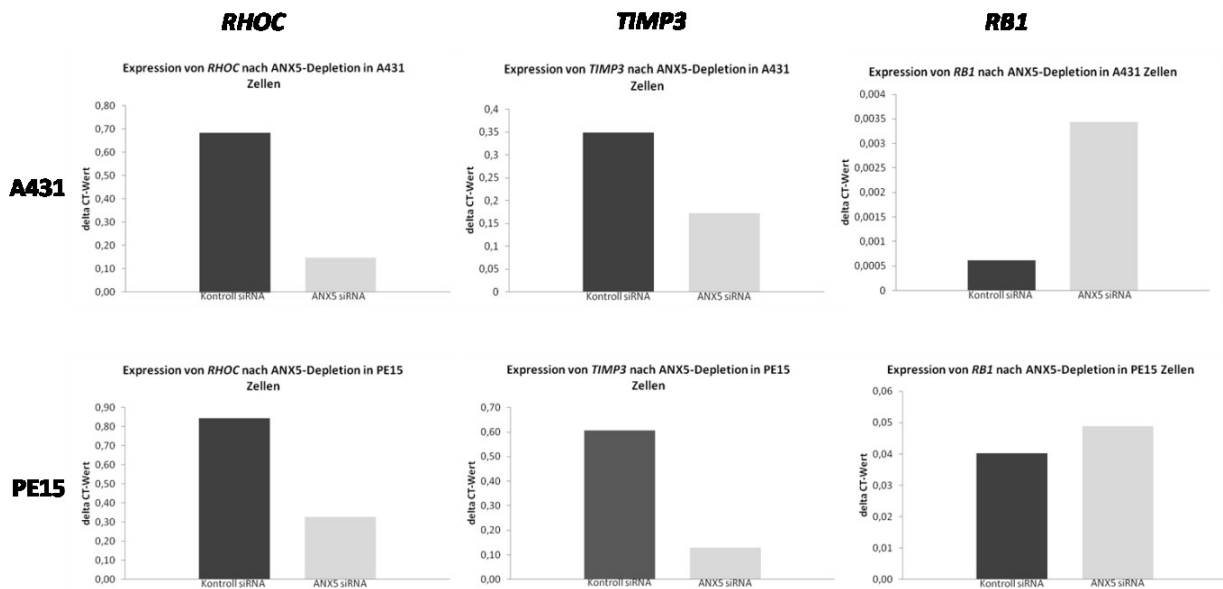 RHOC
TIMP3
RB1
A431
Expression von RHOC nach ANX5-Depletion in A431
Zellen
0,80
0,70
0,60
0,50
0,40
0,30
0,20
0,10
0,00
delta CT-Wert
Kontroll siRNA
ANX5 siRNA
Expression von TIMP3 nach ANX5-Depletion in A431
Zellen
0,4
0,35
0,3
0,25
0,2
0,15
0,1
0,05
0
delta CT-Wert
Kontroll siRNA
ANX5 siRNA
Expression von RB1 nach ANX5-Depletion in A431 Zellen
0,004
0,0035
0,003
0,0025
0,002
0,0015
0,001
0,0005
0
delta CT-Wert
Kontroll siRNA
ANX5 siRNA
PE15
Expression von RHOC nach ANX5-Depletion in PE15
Zellen
0,90
0,80
0,70
0,60
0,50
0,40
0,30
0,20
0,10
0,00
delta CT-Wert
Kontroll siRNA
ANX5 siRNA
Expression von TIMP3 nach ANX5-Depletion in PE15
Zellen
0,70
0,60
0,50
0,40
0,30
0,20
0,10
0,00
delta CT-Wert
Kontroll siRNA
ANX5 siRNA
Expression von RB1 nach ANX5-Depletion in PE15 Zellen
0,06
0,05
0,04
0,03
0,02
0,01
0,00
delta CT-Wert
Kontroll siRNA
ANX5 siRNA